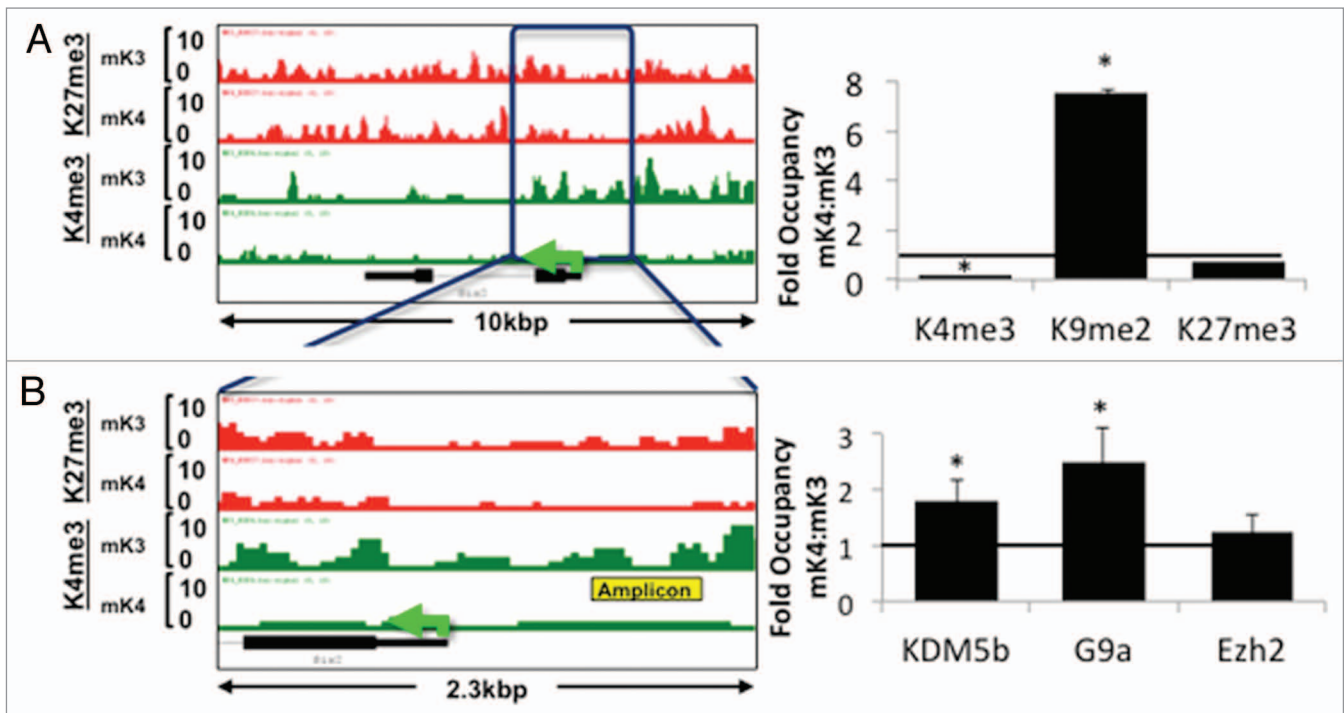 A
K27me3
mK3
10
0
mK4
10
0
K4me3
mK3
10
0
mK4
10
0
10kbp
Fold Occupancy
mK4:mK3
8
6
4
2
0
*
*
K4me3 K9me2 K27me3
B
K27me3
mK3
10
0
mK4
10
0
K4me3
mK3
10
0
mK4
10
0
Amplicon
2.3kbp
Fold Occupancy
mK4:mK3
3
2
1
0
*
*
KDM5b G9a Ezh2